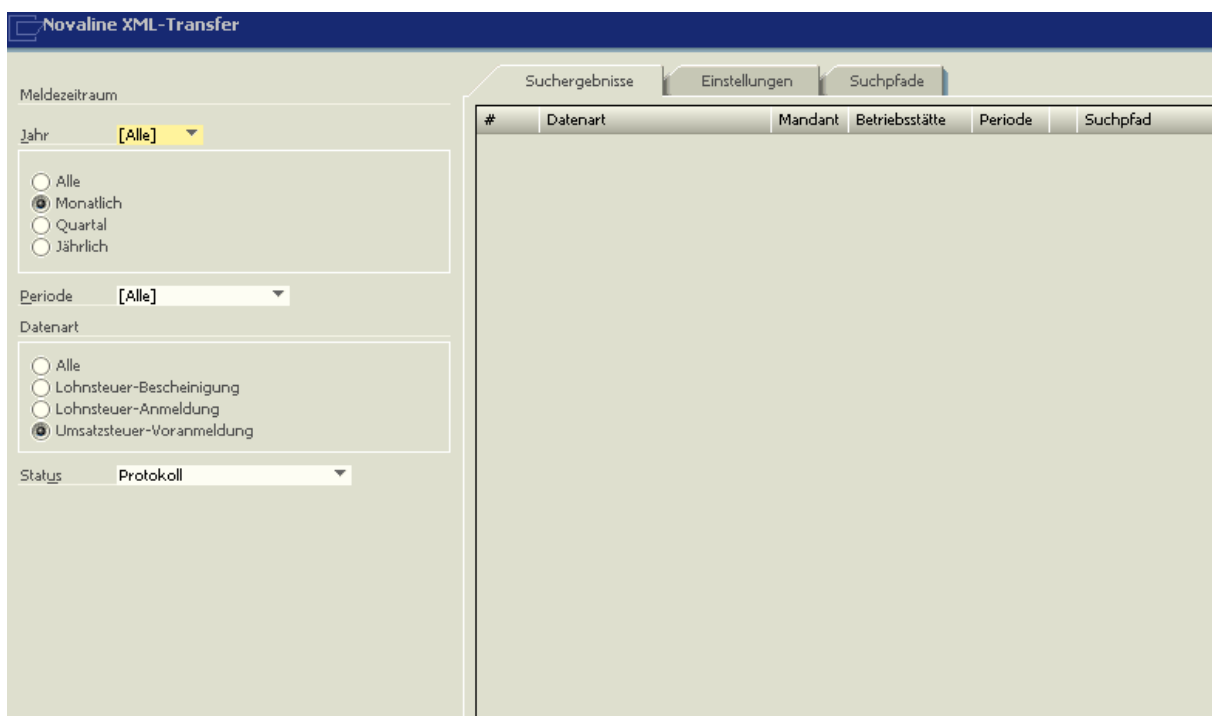 Novaline XML-Transfer
Meldezeitraum
Jahr [Alle]
Alle
Monatlich
Quartal
Jährlich
Periode [Alle]
Datenart
Alle
Lohnsteuer-Bescheinigung
Lohnsteuer-Anmeldung
Umsatzsteuer-Voranmeldung
Status Protokoll
Suchergebnisse Einstellungen Suchpfade
# Datenart Mandant Betriebsstätte Periode Suchpfad